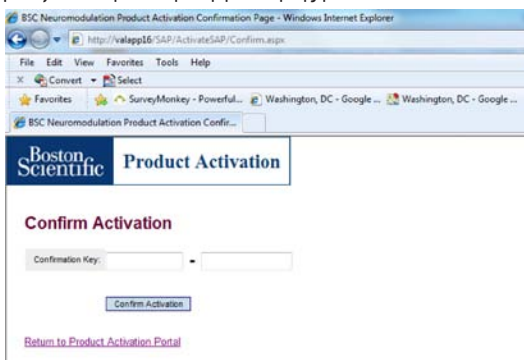 BSC Neuromodulation Product Activation Confirmation Page - Windows Internet Explorer
http://valapp16/SAP/ActivateSAP/Confirm.aspx
File Edit View Favorites Tools Help
x Convert Select
Favorites SurveyMonkey - Powerful... Washington, DC - Google ... Washington, DC - Google ...
BSC Neuromodulation Product Activation Confir...
Boston Scientific Product Activation
Confirm Activation
Confirmation Key: -
Confirm Activation
Return to Product Activation Portal